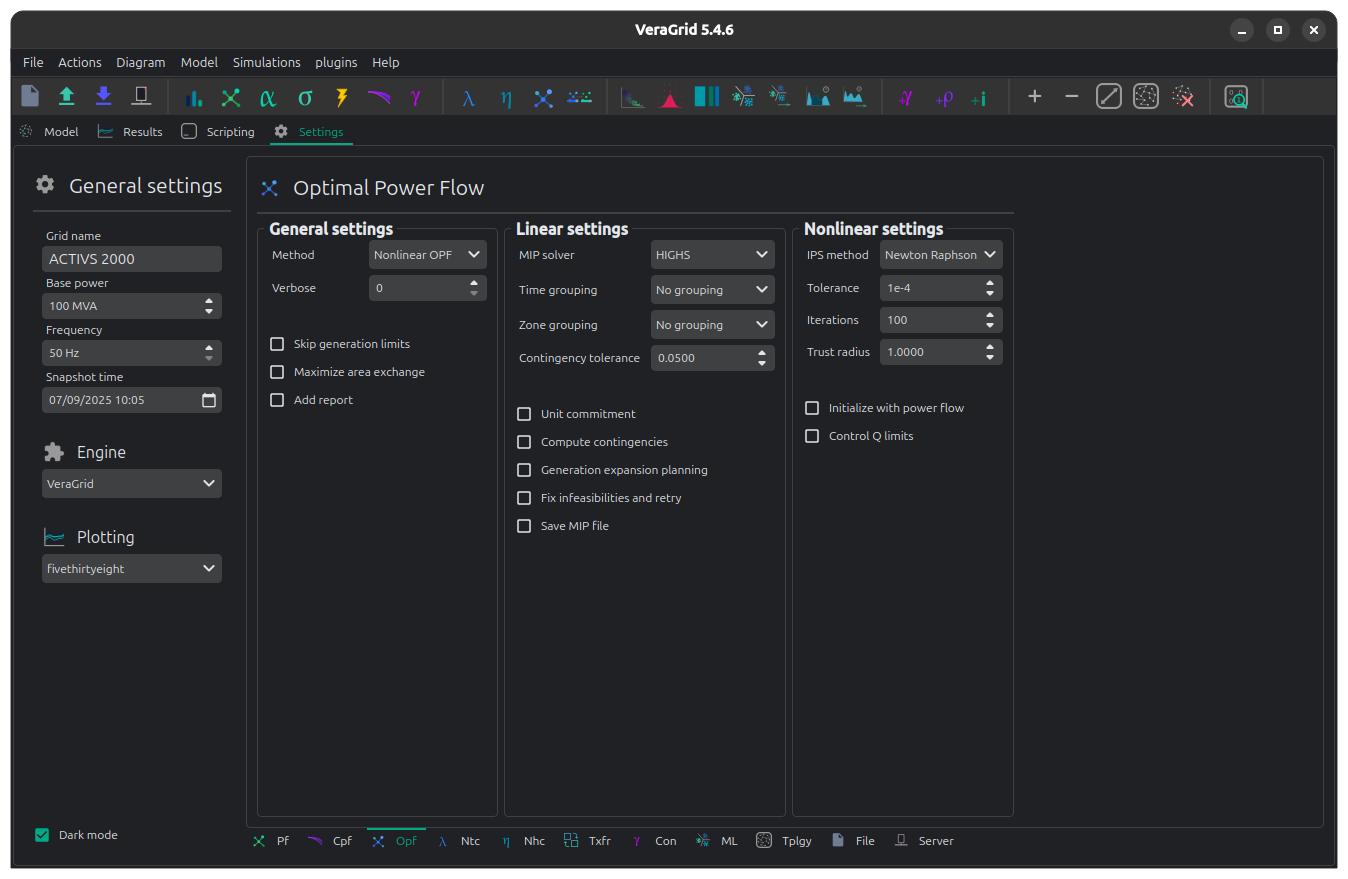 VeraGrid 5.4.6
File Actions Diagram Model Simulations plugins Help
Model Results Scripting Settings
General settings
Grid name
ACTIVS 2000
Base power
100 MVA
Frequency
50 Hz
Snapshot time
07/09/2025 10:05
Engine
VeraGrid
Plotting
fivethirtyeight
Dark mode
Optimal Power Flow
General settings
Method Nonlinear OPF
Verbose 0
Skip generation limits
Maximize area exchange
Add report
Linear settings
MIP solver HIGHS
Time grouping No grouping
Zone grouping No grouping
Contingency tolerance 0.0500
Unit commitment
Compute contingencies
Generation expansion planning
Fix infeasibilities and retry
Save MIP file
Nonlinear settings
IPS method Newton Raphson
Tolerance 1e-4
Iterations 100
Trust radius 1.0000
Initialize with power flow
Control Q limits
Pf Cpf Opf λ Ntc η Nhc Txfr γ Con ML Tplgy File Server